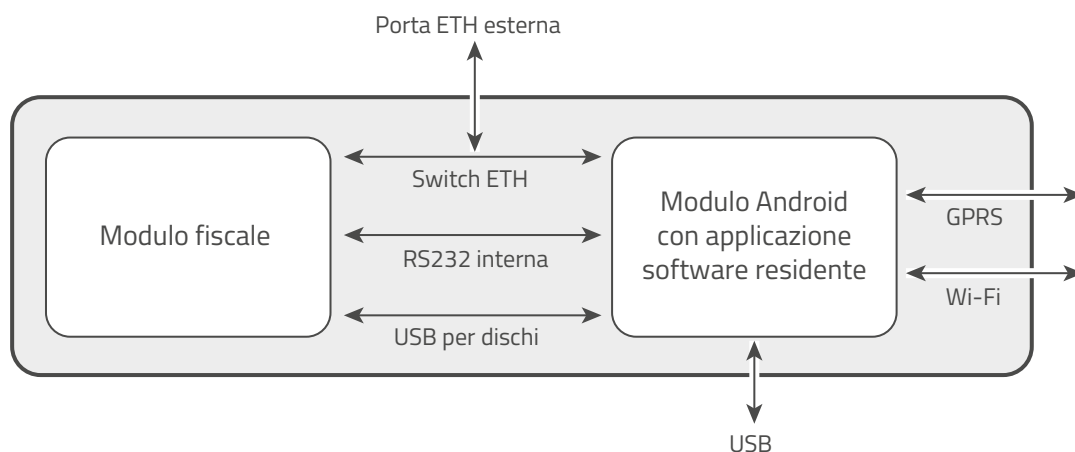 Porta ETH esterna
Switch ETH
Modulo fiscale
RS232 interna
USB per dischi
Modulo Android
con applicazione
software residente
GPRS
Wi-Fi
USB